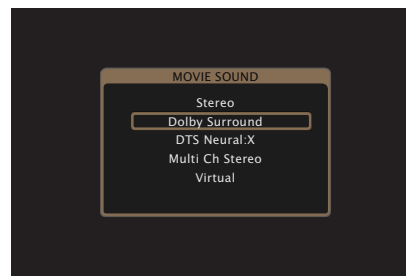 MOVIE SOUND
Stereo
Dolby Surround
DTS Neural:X
Multi Ch Stereo
Virtual